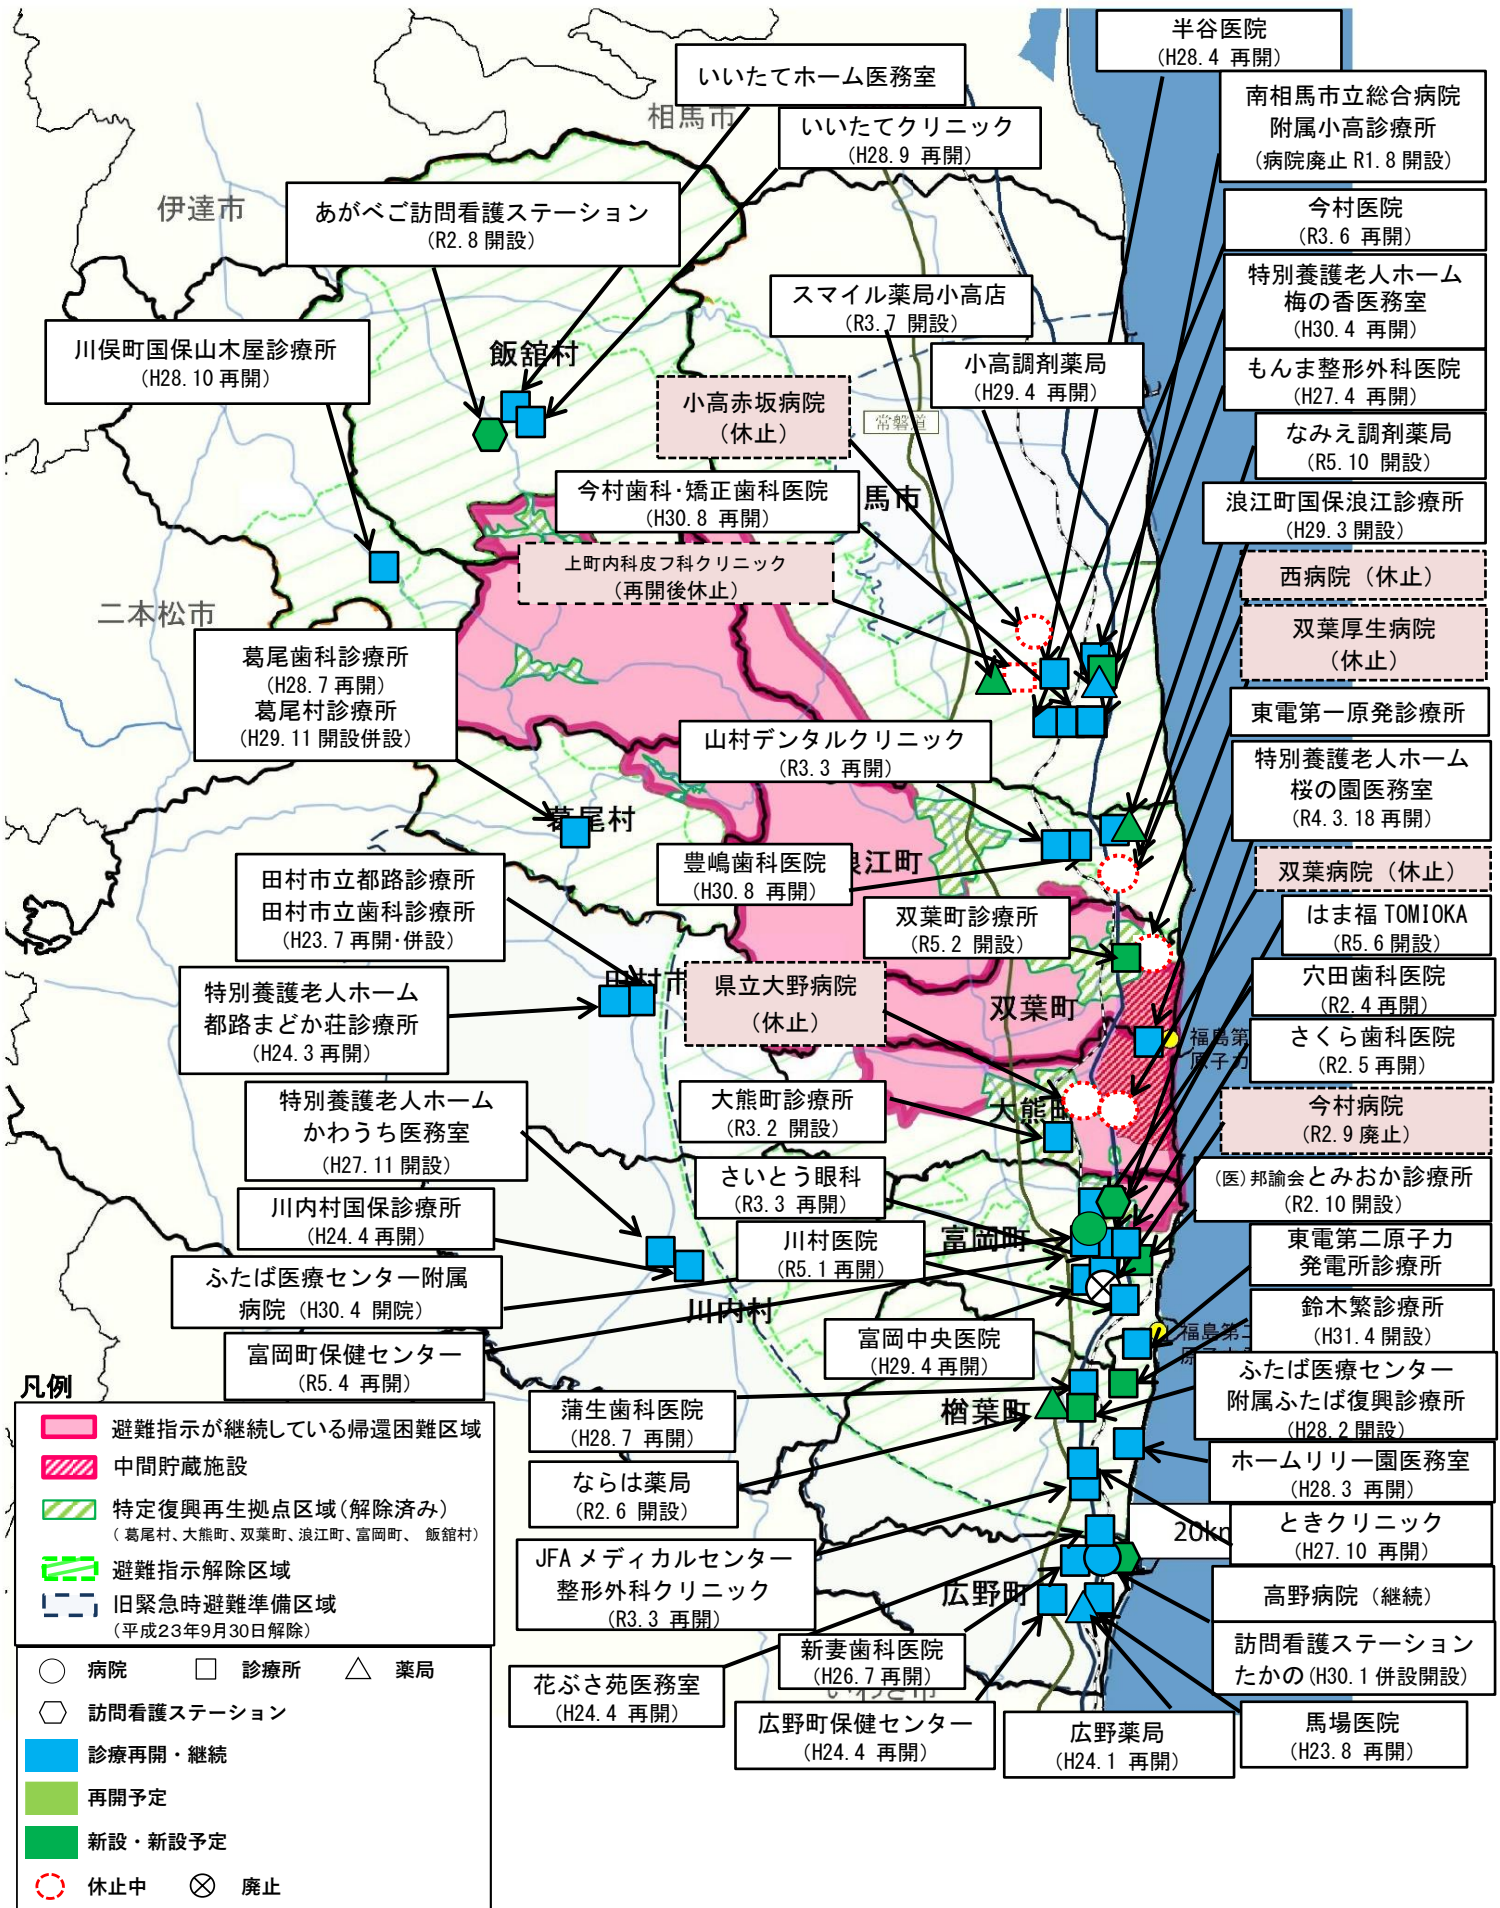 半谷医院
(H28.4 再開)
いいたてホーム医務室
相馬市
南相馬市立総合病院
附属小高診療所
(病院廃止 R1.8 開設)
いいたてクリニック
(H28.9 再開)
伊達市
あがべご訪問看護ステーション
(R2.8 開設)
今村医院
(R3.6 再開)
特別養護老人ホーム
梅の香医務室
(H30.4 再開)
スマイル薬局小高店
(R3.7 開設)
川俣町国保山木屋診療所
(H28.10 再開)
飯舘村
小高調剤薬局
(H29.4 再開)
もんま整形外科医院
(H27.4 再開)
小高赤坂病院
(休止)
常磐道
なみえ調剤薬局
(R5.10 開設)
今村歯科・矯正歯科医院
(H30.8 再開)
馬市
浪江町国保浪江診療所
(H29.3 開設)
上町内科皮フ科クリニック
(再開後休止)
西病院(休止)
二本松市
双葉厚生病院
(休止)
葛尾歯科診療所
(H28.7 再開)
葛尾村診療所
(H29.11 開設併設)
東電第一原発診療所
山村デンタルクリニック
(R3.3 再開)
特別養護老人ホーム
桜の園医務室
(R4.3.18 再開)
葛尾村
豊嶋歯科医院
(H30.8 再開)
浪江町
双葉病院(休止)
田村市立都路診療所
田村市立歯科診療所
(H23.7 再開・併設)
双葉町診療所
(R5.2 開設)
はま福 TOMIOKA
(R5.6 開設)
田村市
特別養護老人ホーム
都路まどか荘診療所
(H24.3 再開)
県立大野病院
(休止)
双葉町
穴田歯科医院
(R2.4 再開)
福島第
原子力
さくら歯科医院
(R2.5 再開)
特別養護老人ホーム
かわうち医務室
(H27.11 開設)
大熊町診療所
(R3.2 開設)
大熊町
今村病院
(R2.9 廃止)
さいとう眼科
(R3.3 再開)
(医)邦諭会とみおか診療所
(R2.10 開設)
川内村国保診療所
(H24.4 再開)
川村医院
(R5.1 再開)
富岡町
東電第二原子力
発電所診療所
ふたば医療センター附属
病院(H30.4 開院)
川内村
鈴木繁診療所
(H31.4 開設)
富岡町保健センター
(R5.4 再開)
富岡中央医院
(H29.4 再開)
福島第二
原子力
ふたば医療センター
附属ふたば復興診療所
(H28.2 開設)
蒲生歯科医院
(H28.7 再開)
楢葉町
ホームリリー園医務室
(H28.3 再開)
ならは薬局
(R2.6 開設)
20km
ときクリニック
(H27.10 再開)
JFA メディカルセンター
整形外科クリニック
(R3.3 再開)
広野町
高野病院(継続)
新妻歯科医院
(H26.7 再開)
訪問看護ステーション
たかの(H30.1 併設開設)
花ぶさ苑医務室
(H24.4 再開)
いわき市
広野町保健センター
(H24.4 再開)
広野薬局
(H24.1 再開)
馬場医院
(H23.8 再開)
凡例
避難指示が継続している帰還困難区域
中間貯蔵施設
特定復興再生拠点区域(解除済み)
(葛尾村、大熊町、双葉町、浪江町、富岡町、飯舘村)
避難指示解除区域
旧緊急時避難準備区域
(平成23年9月30日解除)
病院 診療所 薬局
訪問看護ステーション
診療再開・継続
再開予定
新設・新設予定
休止中 廃止